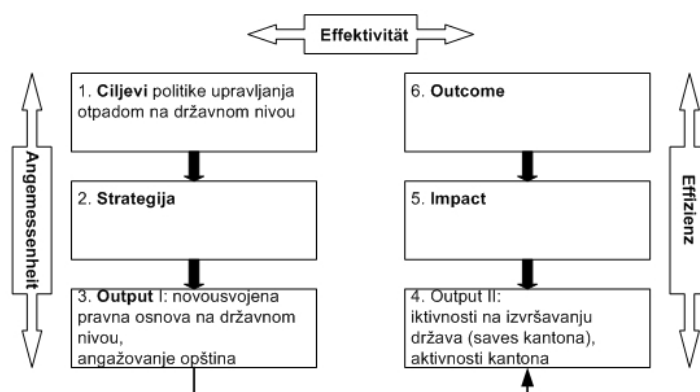 Effektivität
Angemessenheit
1. Ciljevi politike upravljanja
otpadom na državnom nivou
2. Strategija
3. Output I: novousvojena
pravna osnova na državnom
nivou,
angažovanje opština
6. Outcome
5. Impact
4. Output II:
iktivnosti na izvršavanju
država (saves kantona),
aktivnosti kantona
Effizienz